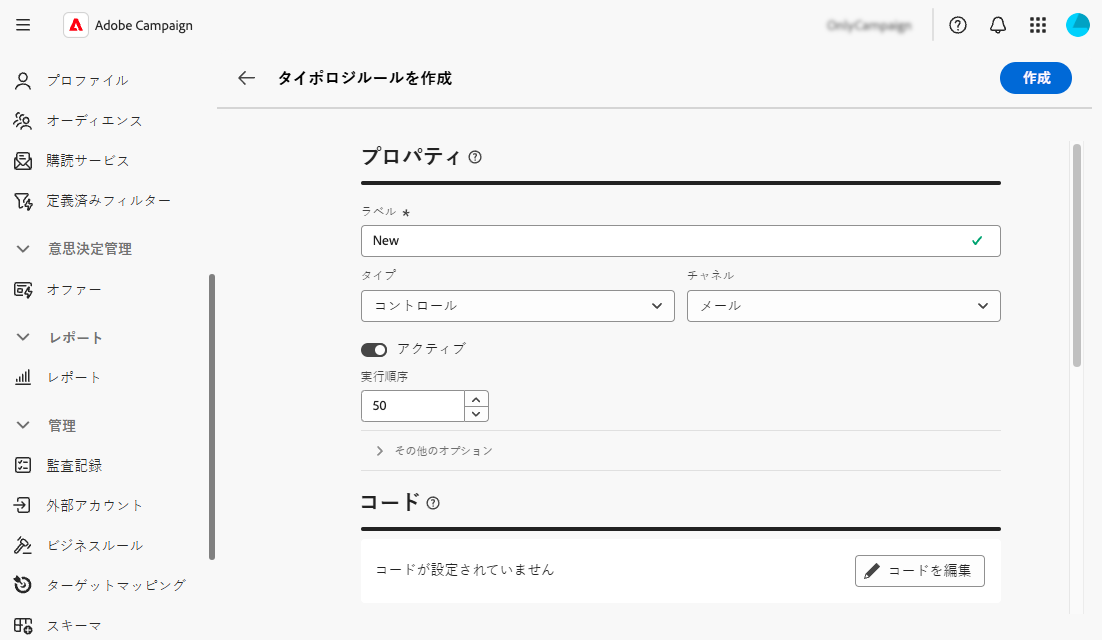 Adobe Campaign
プロファイル
オーディエンス
購読サービス
定義済みフィルター
意思決定管理
オファー
レポート
レポート
管理
監査記録
外部アカウント
ビジネスルール
ターゲットマッピング
スキーマ
タイポロジルールを作成
作成
プロパティ
ラベル *
New
タイプ
チャネル
コントロール
メール
アクティブ
実行順序
50
その他のオプション
コード
コードが設定されていません
コードを編集